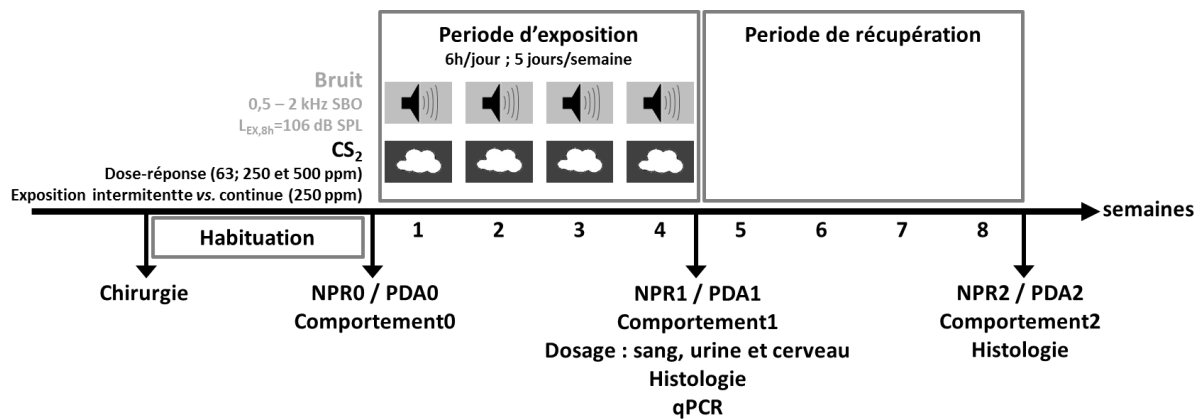 Periode d'exposition
6h/jour ; 5 jours/semaine
Periode de récupération
Bruit
0,5 – 2 kHz SBO
LEX,8h=106 dB SPL
CS2
Dose-réponse (63; 250 et 500 ppm)
Exposition intermitentte vs. continue (250 ppm)
semaines
Habituation
1 2 3 4 5 6 7 8
Chirurgie
NPR0 / PDA0
Comportement0
NPR1 / PDA1
Comportement1
Dosage : sang, urine et cerveau
Histologie
qPCR
NPR2 / PDA2
Comportement2
Histologie